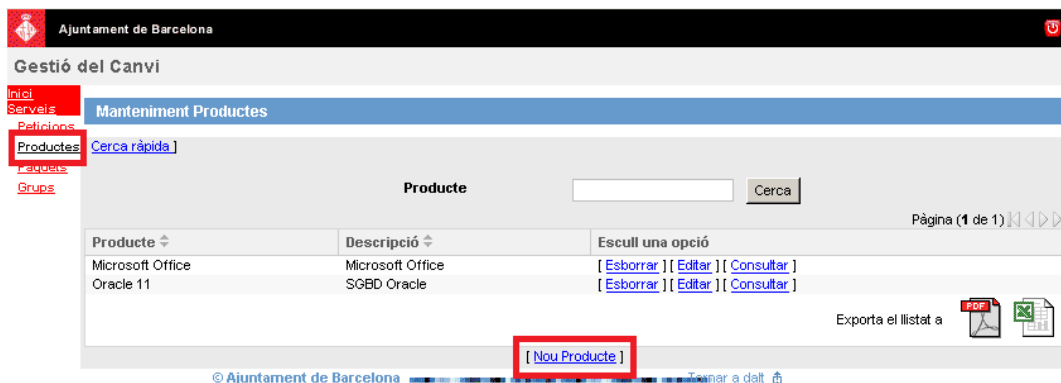 Ajuntament de Barcelona
Gestió del Canvi
Inici
Serveis
Manteniment Productes
Peticions
Productes
Cerca ràpida ]
Paquets
Grups
Producte
Cerca
Pàgina (1 de 1)
Producte Descripció Escull una opció
Microsoft Office Microsoft Office [ Esborrar ] [ Editar ] [ Consultar ]
Oracle 11 SGBD Oracle [ Esborrar ] [ Editar ] [ Consultar ]
Exporta el llistat a PDF
[ Nou Producte ]
© Ajuntament de Barcelona Tornar a dalt